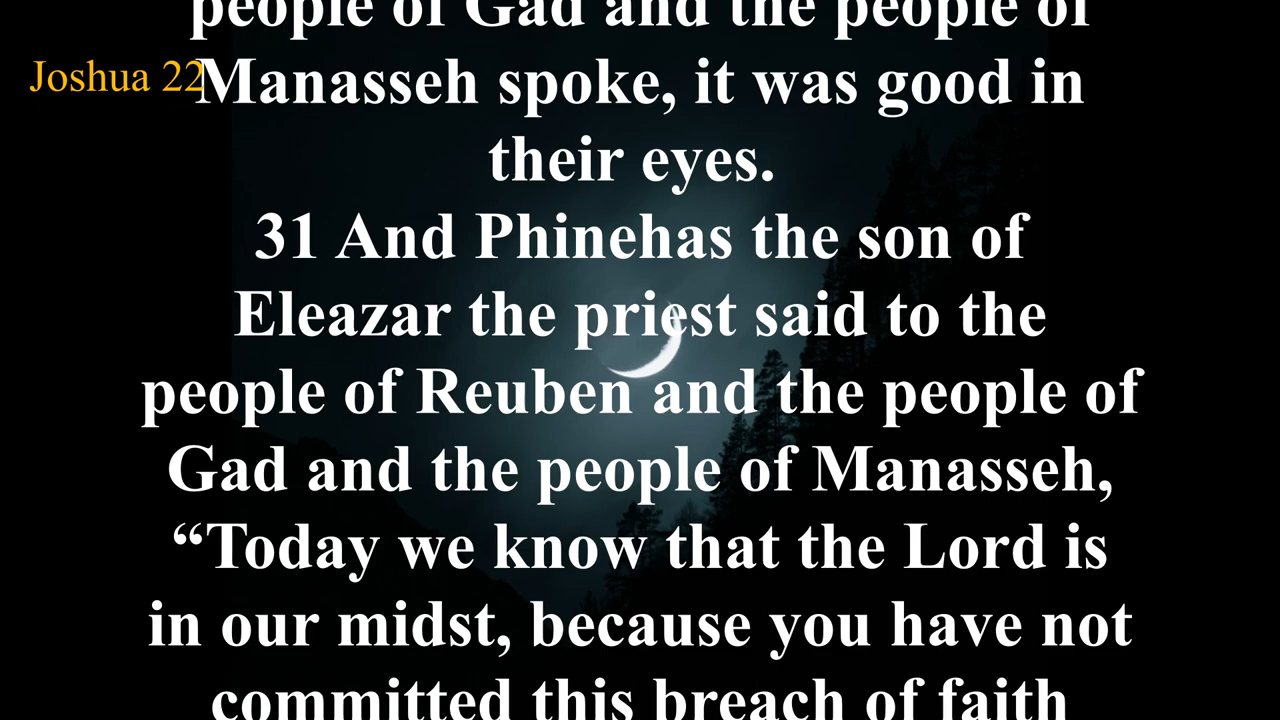 people of Gad and the people of
Joshua 22
Manasseh spoke, it was good in
their eyes.
31 And Phinehas the son of
Eleazar the priest said to the
people of Reuben and the people of
Gad and the people of Manasseh,
“Today we know that the Lord is
in our midst, because you have not
committed this breach of faith